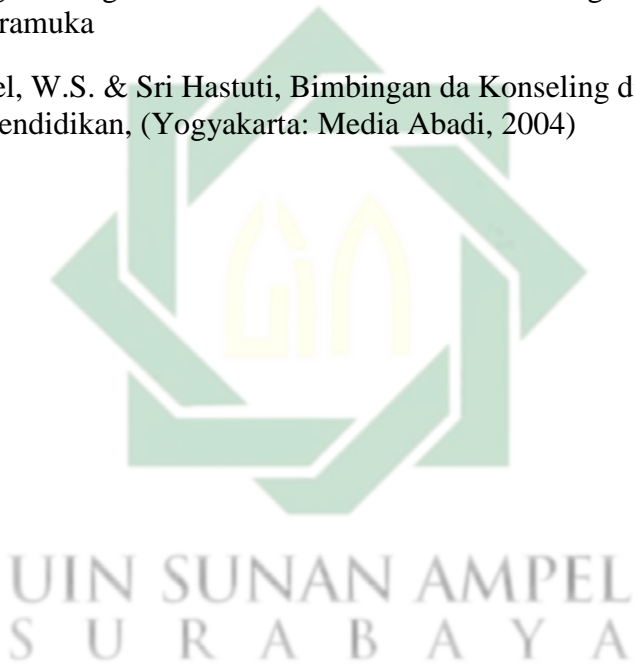 ramuka
el, W.S. & Sri Hastuti, Bimbingan da Konseling d
endidikan, (Yogyakarta: Media Abadi, 2004)
UIN SUNAN AMPEL
S U R A B A Y A